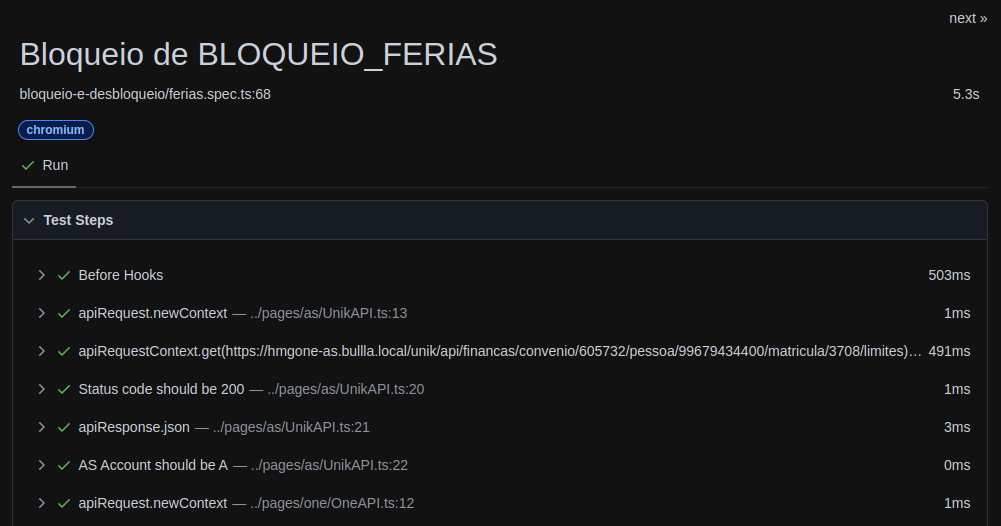 next »
Bloqueio de BLOQUEIO_FERIAS
bloqueio-e-desbloqueio/ferias.spec.ts:68 5.3s
chromium
Run
Test Steps
Before Hooks 503ms
apiRequest.newContext — ../pages/as/UnikAPI.ts:13 1ms
apiRequestContext.get(https://hmgone-as.bullla.local/unik/api/financas/convenio/605732/pessoa/99679434400/matricula/3708/limites)... 491ms
Status code should be 200 — ../pages/as/UnikAPI.ts:20 1ms
apiResponse.json — ../pages/as/UnikAPI.ts:21 3ms
AS Account should be A — ../pages/as/UnikAPI.ts:22 0ms
apiRequest.newContext — ../pages/one/OneAPI.ts:12 1ms